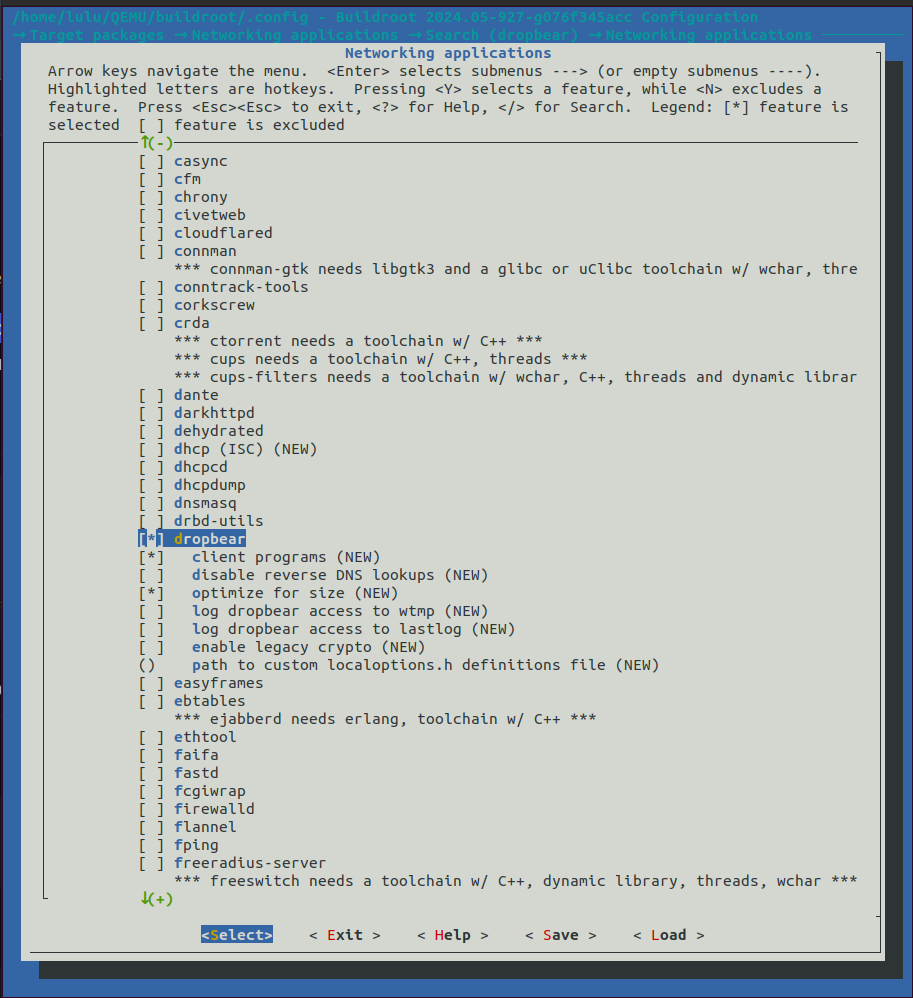 /home/lulu/QEMU/buildroot/.config - Buildroot 2024.05-927-g076f345acc Configuration
→Target packages →Networking applications →Search (dropbear) →Networking applications
Networking applications
Arrow keys navigate the menu.  <Enter> selects submenus ---> (or empty submenus ----).
Highlighted letters are hotkeys.  Pressing <Y> selects a feature, while <N> excludes a
feature.  Press <Esc><Esc> to exit, <?> for Help, </> for Search.  Legend: [*] feature is
selected  [ ] feature is excluded
↑(-)
[ ] casync
[ ] cfm
[ ] chrony
[ ] civetweb
[ ] cloudflared
[ ] connman
*** connman-gtk needs libgtk3 and a glibc or uClibc toolchain w/ wchar, thre
[ ] conntrack-tools
[ ] corkscrew
[ ] crda
*** ctorrent needs a toolchain w/ C++ ***
*** cups needs a toolchain w/ C++, threads ***
*** cups-filters needs a toolchain w/ wchar, C++, threads and dynamic librar
[ ] dante
[ ] darkhttpd
[ ] dehydrated
[ ] dhcp (ISC) (NEW)
[ ] dhcpcd
[ ] dhcpdump
[ ] dnsmasq
[ ] drbd-utils
[*] dropbear
[*]   client programs (NEW)
[ ]   disable reverse DNS lookups (NEW)
[*]   optimize for size (NEW)
[ ]   log dropbear access to wtmp (NEW)
[ ]   log dropbear access to lastlog (NEW)
[ ]   enable legacy crypto (NEW)
()    path to custom localoptions.h definitions file (NEW)
[ ] easyframes
[ ] ebtables
*** ejabberd needs erlang, toolchain w/ C++ ***
[ ] ethtool
[ ] faifa
[ ] fastd
[ ] fcgiwrap
[ ] firewalld
[ ] flannel
[ ] fping
[ ] freeradius-server
*** freeswitch needs a toolchain w/ C++, dynamic library, threads, wchar ***
↓(+)
<Select>    < Exit >    < Help >    < Save >    < Load >